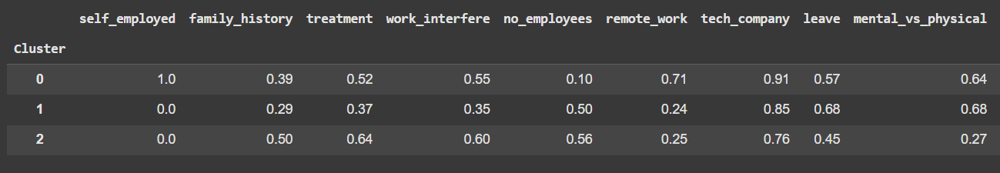 self_employed family_history treatment work_interfere no_employees remote_work tech_company leave mental_vs_physical
Cluster
0 1.0 0.39 0.52 0.55 0.10 0.71 0.91 0.57 0.64
1 0.0 0.29 0.37 0.35 0.50 0.24 0.85 0.68 0.68
2 0.0 0.50 0.64 0.60 0.56 0.25 0.76 0.45 0.27